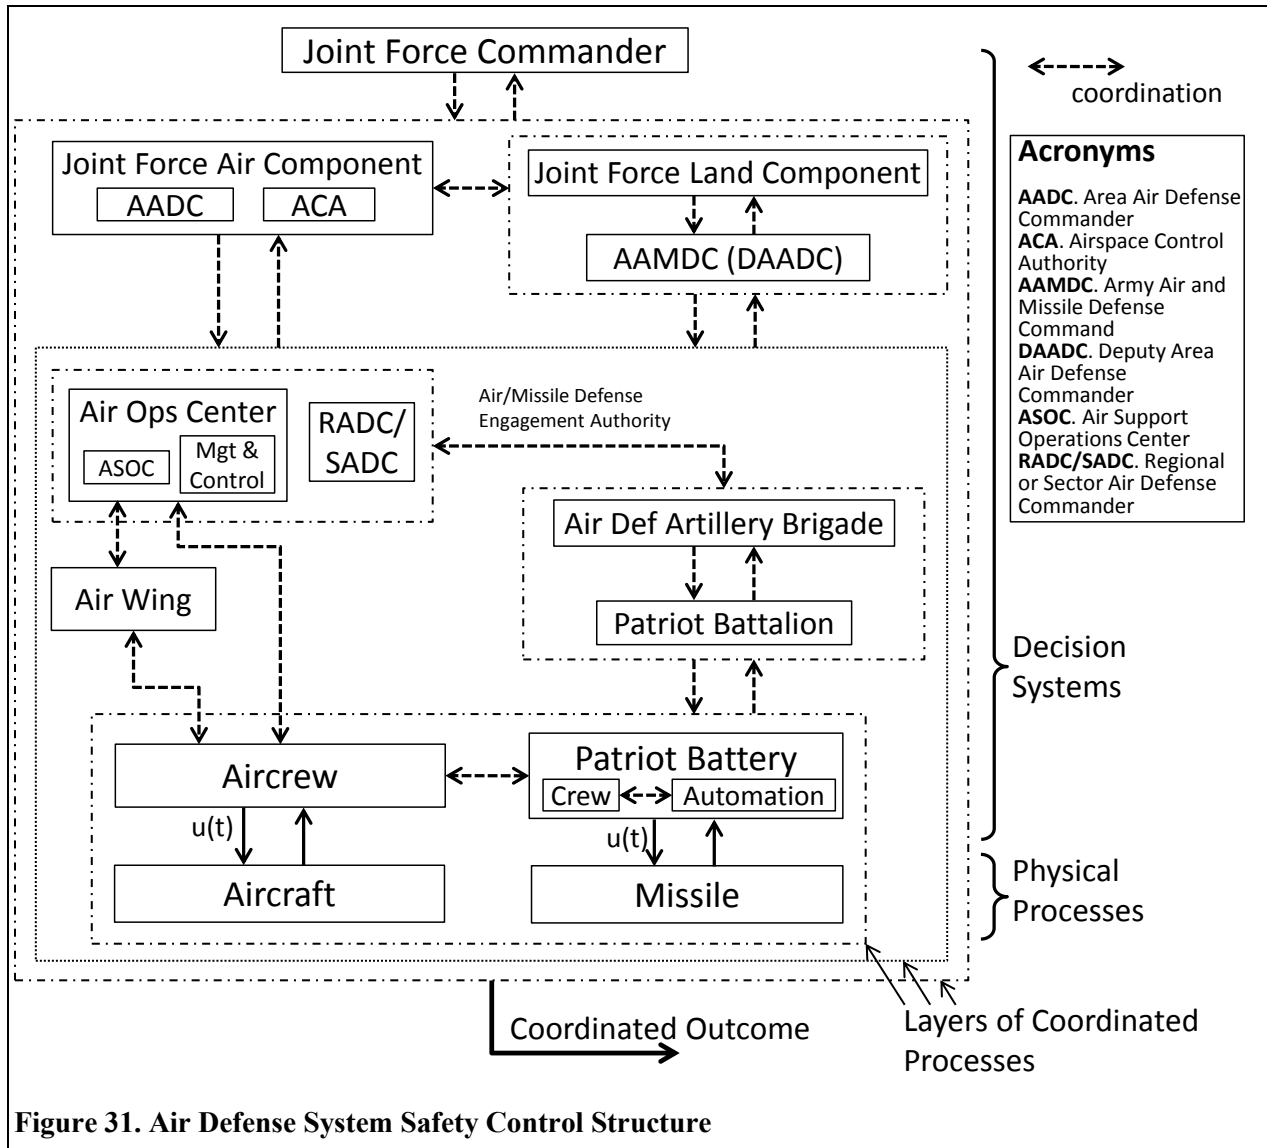 Joint Force Commander
coordination
Joint Force Air Component
AADC
ACA
Joint Force Land Component
AAMDC (DAADC)
Acronyms
AADC. Area Air Defense
Commander
ACA. Airspace Control
Authority
AAMDC. Army Air and
Missile Defense
Command
DAADC. Deputy Area
Air Defense
Commander
ASOC. Air Support
Operations Center
RADC/SADC. Regional
or Sector Air Defense
Commander
Air Ops Center
ASOC
Mgt &
Control
RADC/
SADC
Air/Missile Defense
Engagement Authority
Air Def Artillery Brigade
Patriot Battalion
Air Wing
Decision
Systems
Aircrew
Patriot Battery
Crew
Automation
u(t)
u(t)
Aircraft
Missile
Physical
Processes
Coordinated Outcome
Layers of Coordinated
Processes
Figure 31. Air Defense System Safety Control Structure